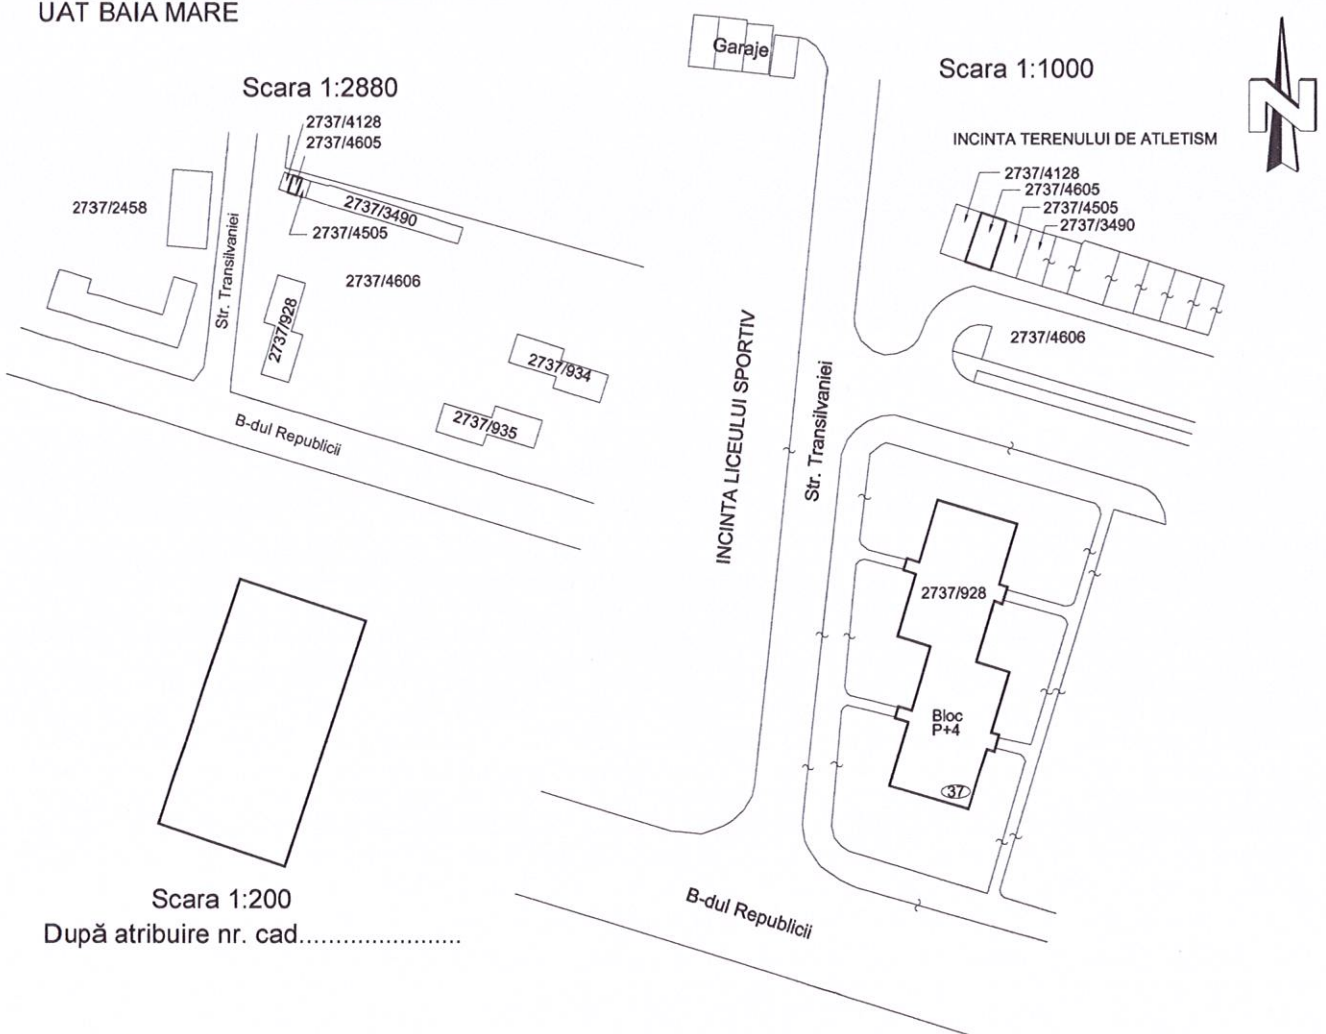 UAT BAIA MARE
Scara 1:2880
2737/4128
2737/4605
2737/2458
2737/3490
2737/4505
Str. Transilvaniei
2737/4606
2737/928
2737/934
2737/935
B-dul Republicii
Scara 1:200
După atribuire nr. cad.......................
Garaje
Scara 1:1000
N
INCINTA TERENULUI DE ATLETISM
2737/4128
2737/4605
2737/4505
2737/3490
2737/4606
INCINTA LICEULUI SPORTIV
Str. Transilvaniei
2737/928
Bloc
P+4
37
B-dul Republicii